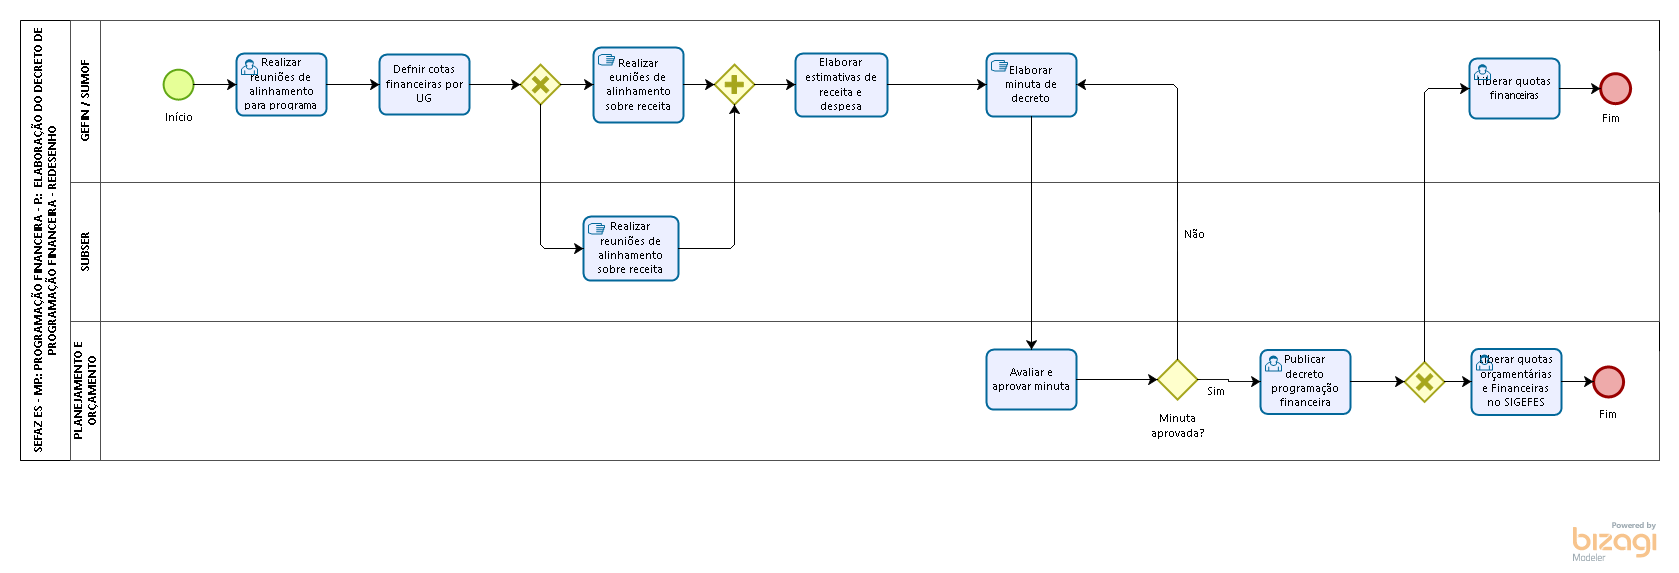 SEFAZ ES - MP.: PROGRAMAÇÃO FINANCEIRA - P.: ELABORAÇÃO DO DECRETO DE
PROGRAMAÇÃO FINANCEIRA - REDESENHO
GEFIN / SUMOF
Início
Realizar
reuniões de
alinhamento
para programa
Defnir cotas
financeiras por
UG
Realizar
euniões de
alinhamento
sobre receita
Elaborar
estimativas de
receita e
despesa
Elaborar
minuta de
decreto
Liberar quotas
financeiras
Fim
SUBSER
Realizar
reuniões de
alinhamento
sobre receita
Não
PLANEJAMENTO E
ORÇAMENTO
Avaliar e
aprovar minuta
Minuta
aprovada?
Sim
Publicar
decreto
programação
financeira
Liberar quotas
orçamentárias
e Financeiras
no SIGEFES
Fim
Powered by
bizagi
Modeler